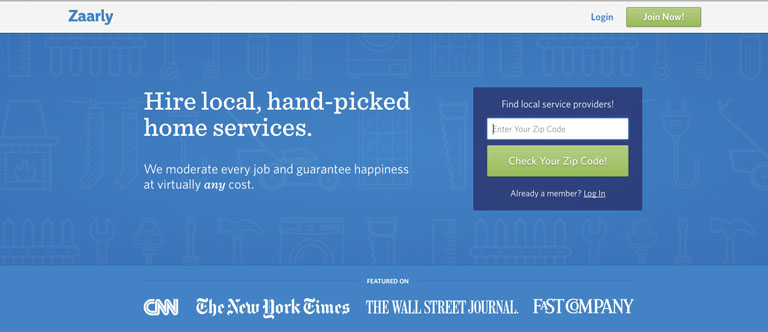 Zaarly
Login
Join Now!
Hire local, hand-picked
home services.
We moderate every job and guarantee happiness
at virtually any cost.
Find local service providers!
Enter Your Zip Code
Check Your Zip Code!
Already a member? Log In
FEATURED ON
CNN
The New York Times
THE WALL STREET JOURNAL.
FAST COMPANY